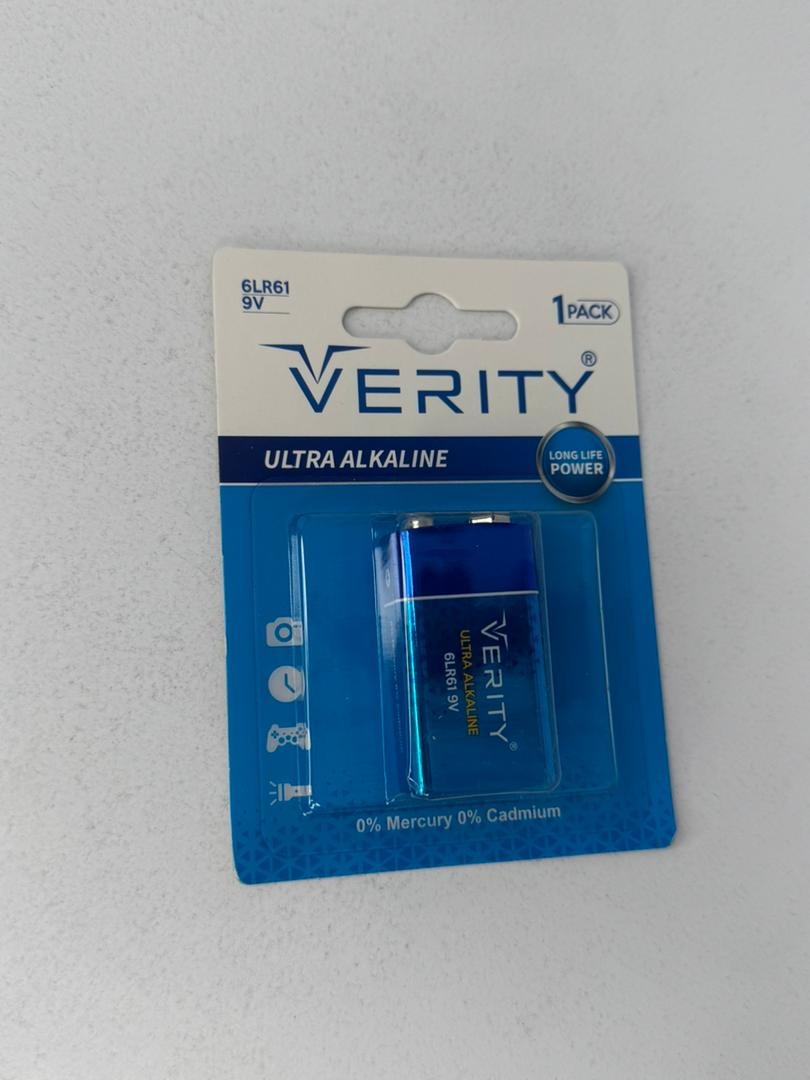 6LR61
9V
1 PACK
VERITY®
ULTRA ALKALINE
LONG LIFE
POWER
VERITY®
ULTRA ALKALINE
6LR61 9V
0% Mercury 0% Cadmium